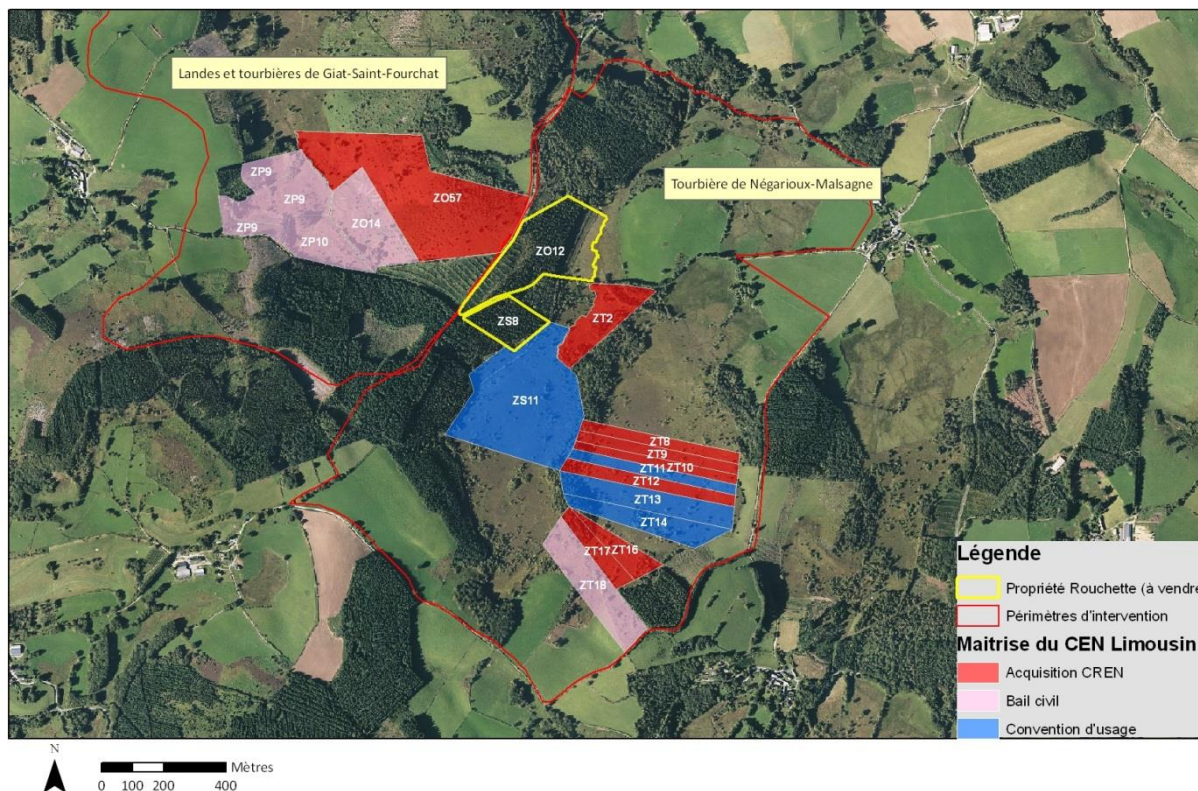 Landes et tourbières de Giat-Saint-Fourchat
Tourbière de Négarioux-Malsagne
ZP9
ZP9
ZO57
ZO14
ZP9
ZP10
ZO12
ZS8
ZT2
ZS11
ZT8
ZT9
ZT11 ZT10
ZT12
ZT13
ZT14
ZT17 ZT16
ZT18
Légende
Propriété Rouchette (à vendre
Périmètres d'intervention
Maitrise du CEN Limousin
Acquisition CREN
Bail civil
Convention d'usage
N
Mètres
0 100 200 400